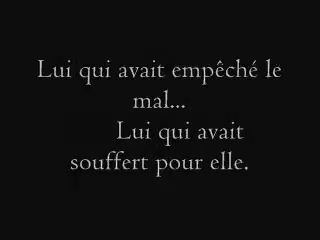 Lui qui avait empêché le
mal...
Lui qui avait
souffert pour elle.